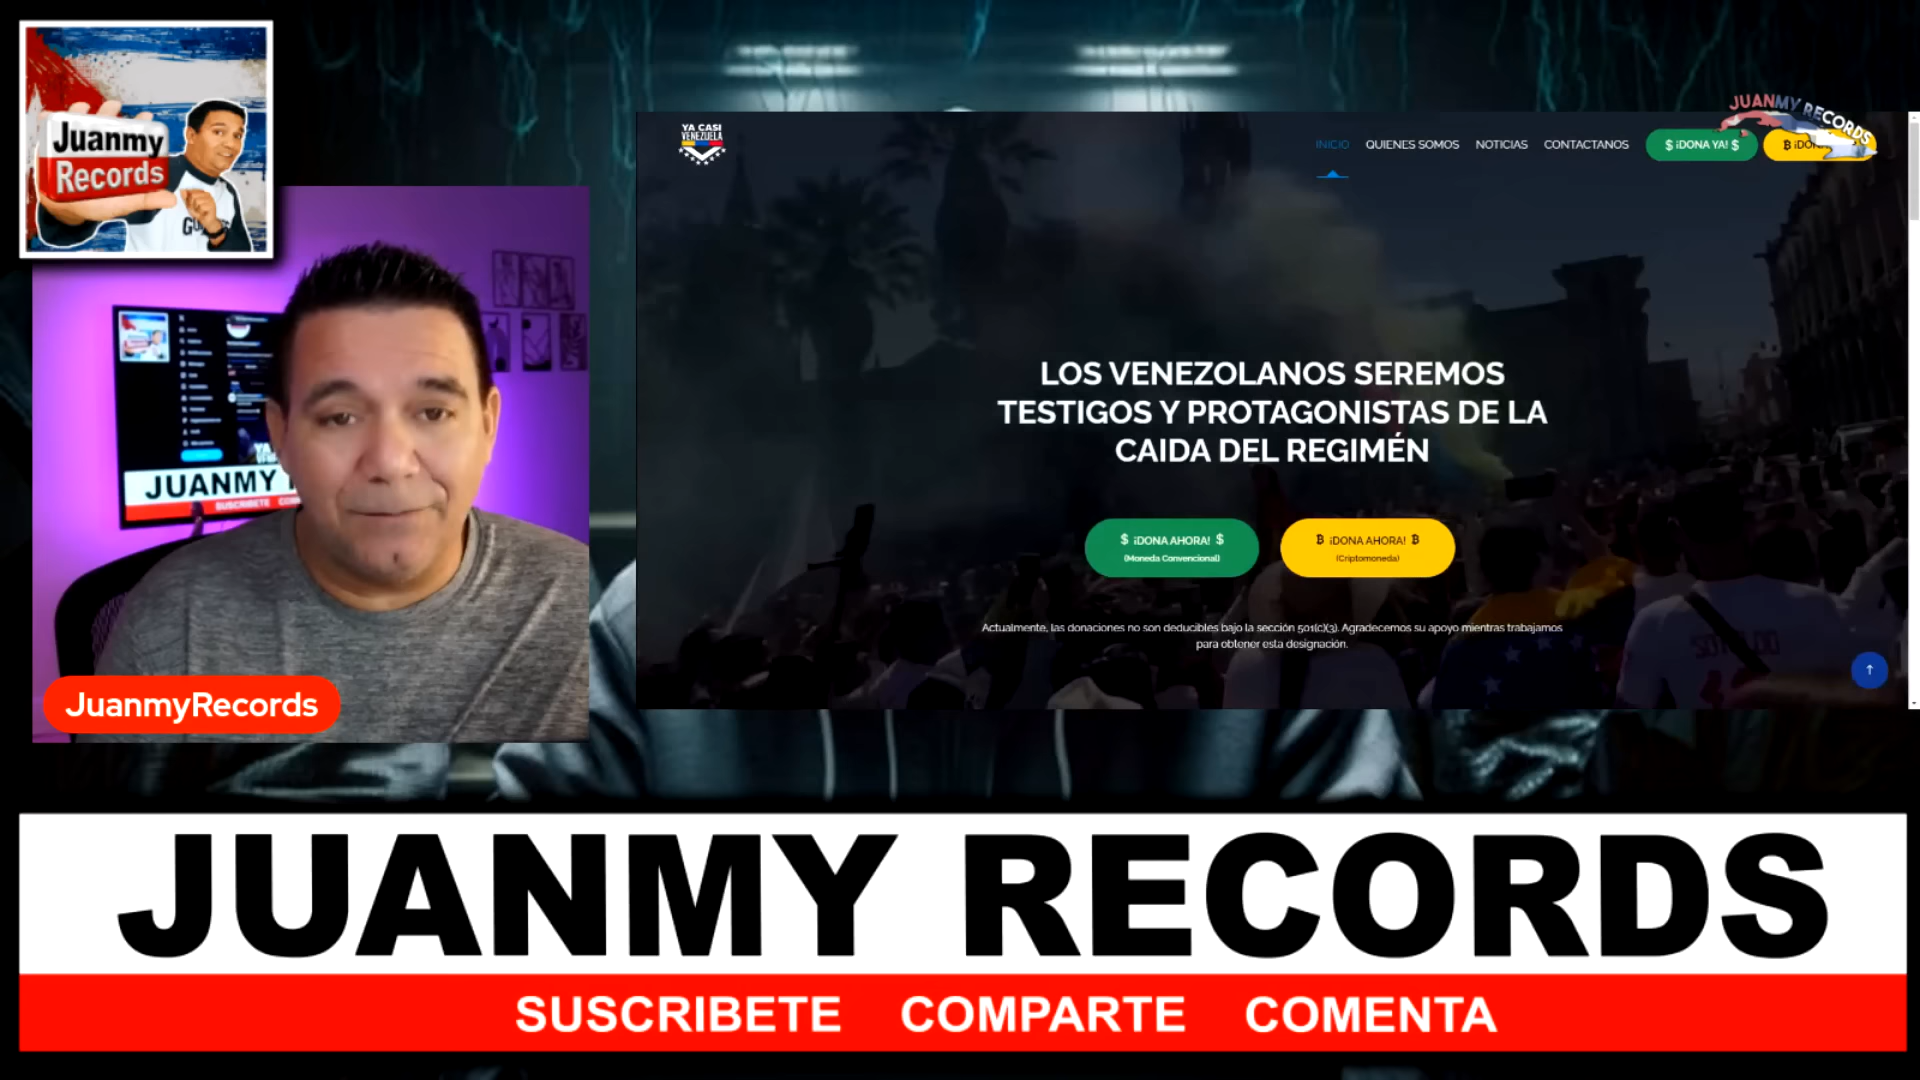 Juanmy
Records
JUANMY
SUSCRIBETE
JuanmyRecords
YA CASI
VENEZUELA
INICIO QUIENES SOMOS NOTICIAS CONTACTANOS $ ¡DONA YA! $
JUANMY RECORDS
LOS VENEZOLANOS SEREMOS
TESTIGOS Y PROTAGONISTAS DE LA
CAIDA DEL REGIMÉN
$ ¡DONA AHORA! $
(Moneda Convencional)
₿ ¡DONA AHORA! ₿
(Criptomoneda)
Actualmente, las donaciones no son deducibles bajo la sección 501(c)(3). Agradecemos su apoyo mientras trabajamos
para obtener esta designación.
JUANMY RECORDS
SUSCRIBETE COMPARTE COMENTA